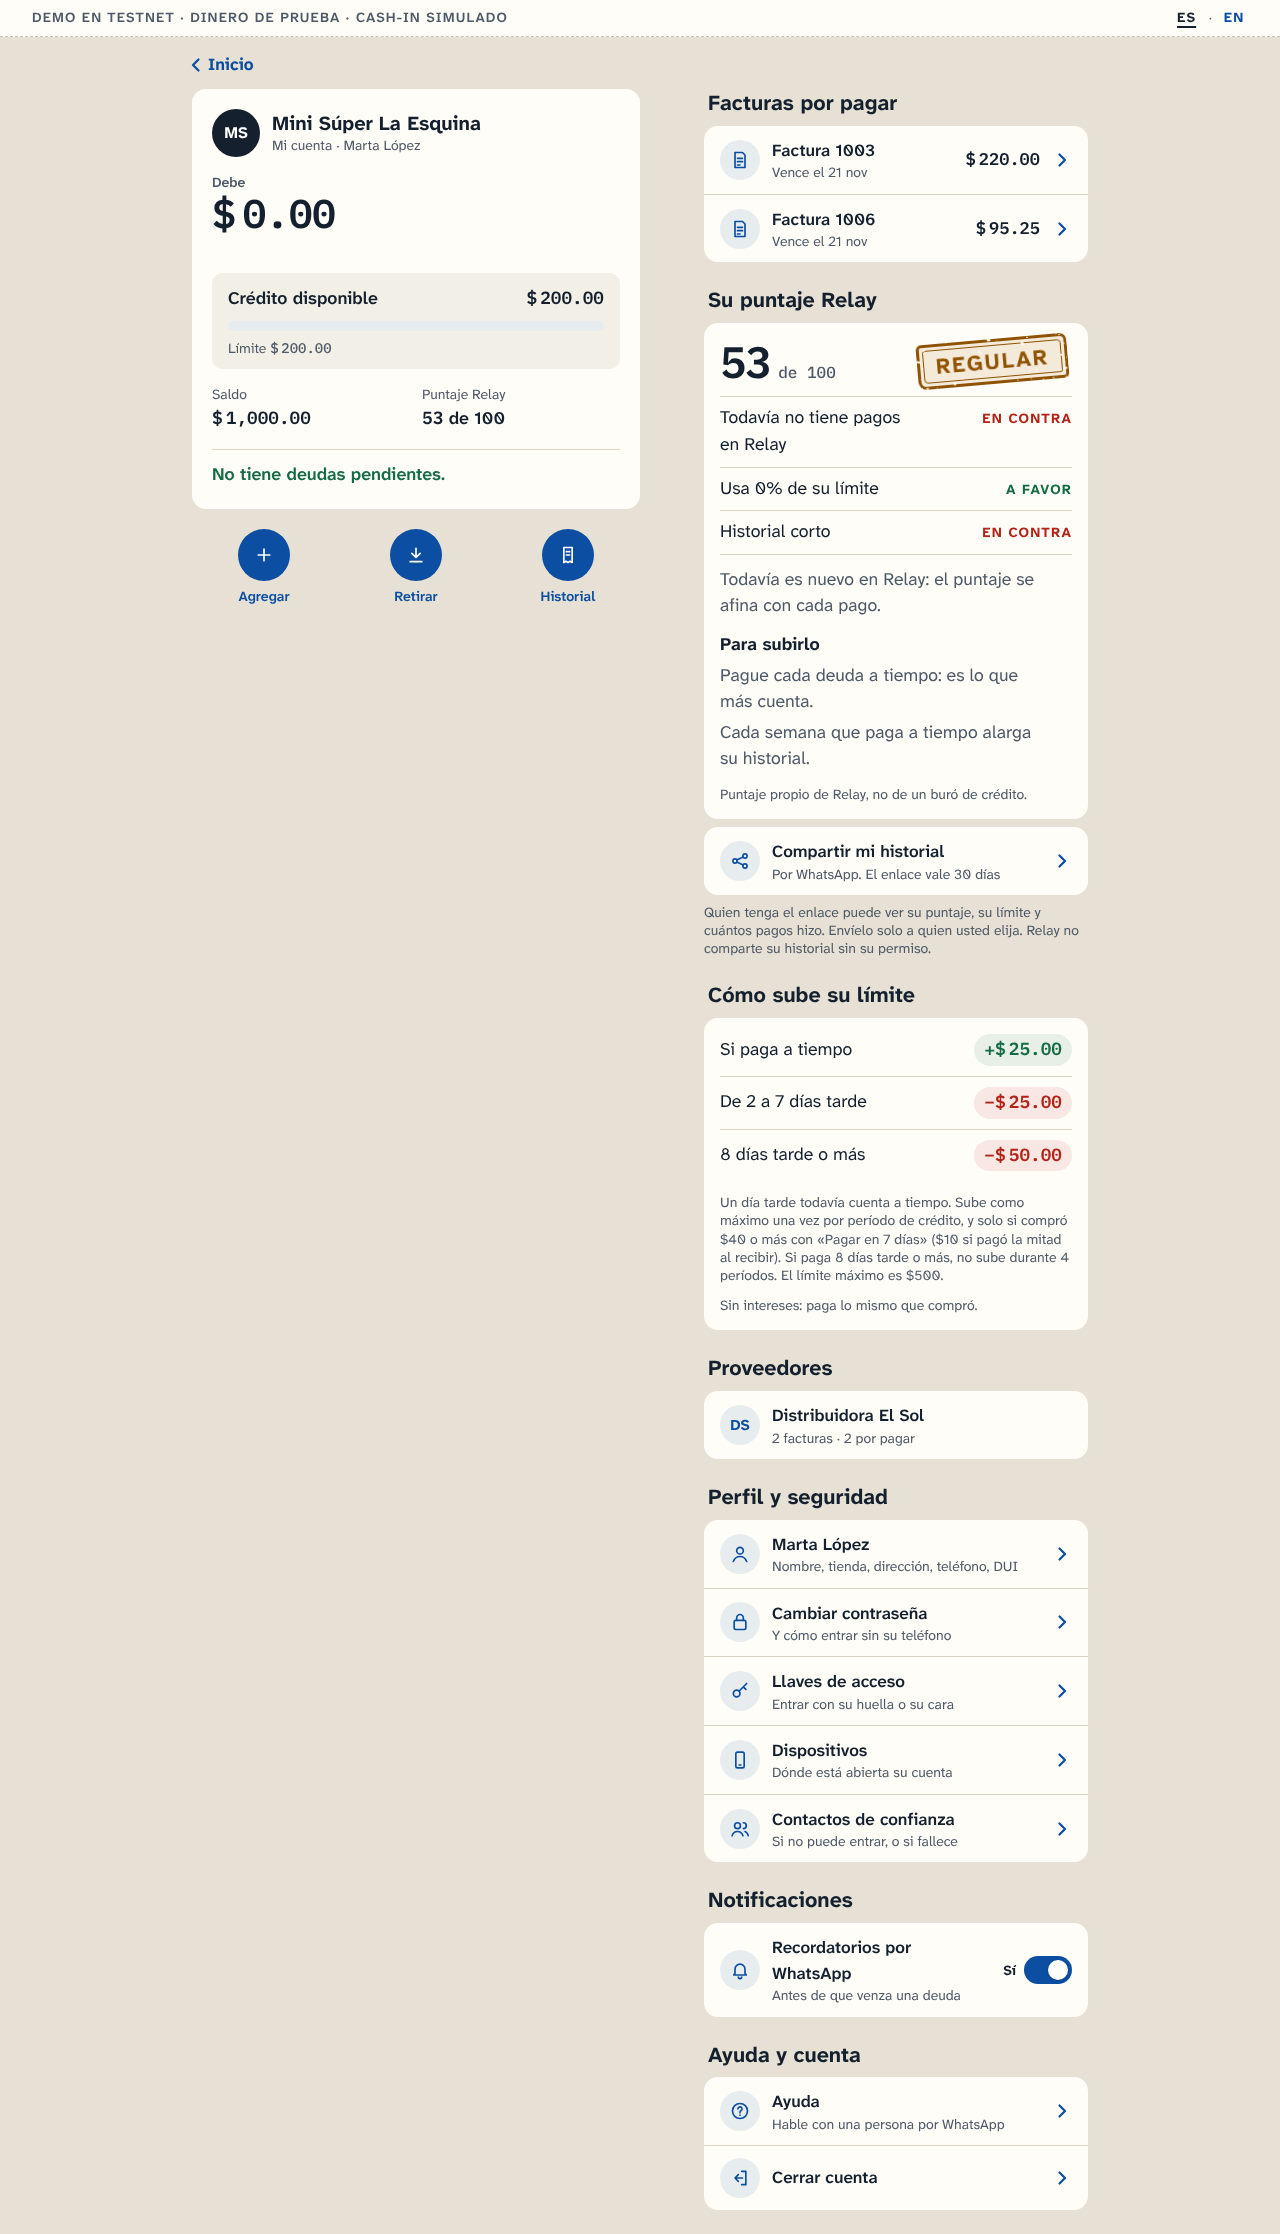 DEMO EN TESTNET · DINERO DE PRUEBA · CASH-IN SIMULADO
ES · EN
Inicio
MS
Mini Súper La Esquina
Mi cuenta · Marta López
Debe
$0.00
Crédito disponible $200.00
Límite $200.00
Saldo Puntaje Relay
$1,000.00 53 de 100
No tiene deudas pendientes.
Agregar Retirar Historial
Facturas por pagar
Factura 1003
Vence el 21 nov
$220.00
Factura 1006
Vence el 21 nov
$95.25
Su puntaje Relay
53 de 100
REGULAR
Todavía no tiene pagos
en Relay
EN CONTRA
Usa 0% de su límite A FAVOR
Historial corto EN CONTRA
Todavía es nuevo en Relay: el puntaje se
afina con cada pago.
Para subirlo
Pague cada deuda a tiempo: es lo que
más cuenta.
Cada semana que paga a tiempo alarga
su historial.
Puntaje propio de Relay, no de un buró de crédito.
Compartir mi historial
Por WhatsApp. El enlace vale 30 días
Quien tenga el enlace puede ver su puntaje, su límite y
cuántos pagos hizo. Envíelo solo a quien usted elija. Relay no
comparte su historial sin su permiso.
Cómo sube su límite
Si paga a tiempo +$25.00
De 2 a 7 días tarde −$25.00
8 días tarde o más −$50.00
Un día tarde todavía cuenta a tiempo. Sube como
máximo una vez por período de crédito, y solo si compró
$40 o más con «Pagar en 7 días» ($10 si pagó la mitad
al recibir). Si paga 8 días tarde o más, no sube durante 4
períodos. El límite máximo es $500.
Sin intereses: paga lo mismo que compró.
Proveedores
DS
Distribuidora El Sol
2 facturas · 2 por pagar
Perfil y seguridad
Marta López
Nombre, tienda, dirección, teléfono, DUI
Cambiar contraseña
Y cómo entrar sin su teléfono
Llaves de acceso
Entrar con su huella o su cara
Dispositivos
Dónde está abierta su cuenta
Contactos de confianza
Si no puede entrar, o si fallece
Notificaciones
Recordatorios por
WhatsApp
Antes de que venza una deuda
Sí
Ayuda y cuenta
Ayuda
Hable con una persona por WhatsApp
Cerrar cuenta